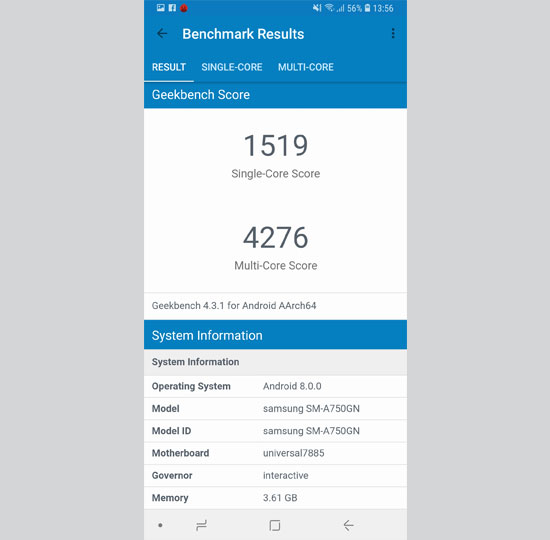 56% 13:56
Benchmark Results
RESULT SINGLE-CORE MULTI-CORE
Geekbench Score
1519
Single-Core Score
4276
Multi-Core Score
Geekbench 4.3.1 for Android AArch64
System Information
System Information
Operating System Android 8.0.0
Model samsung SM-A750GN
Model ID samsung SM-A750GN
Motherboard universal7885
Governor interactive
Memory 3.61 GB